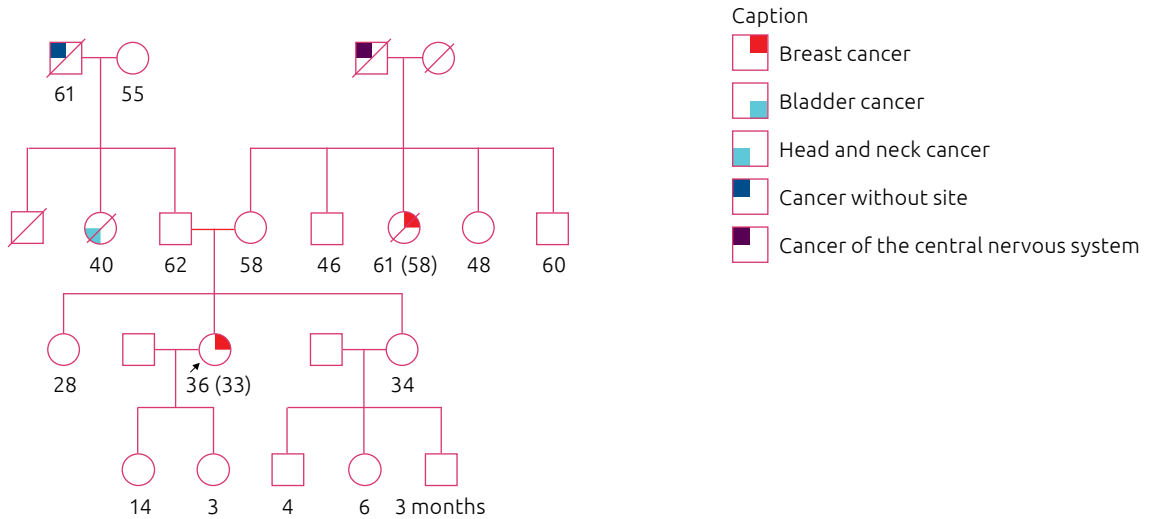 Caption
Breast cancer
Bladder cancer
Head and neck cancer
Cancer without site
Cancer of the central nervous system
61 55
40 62 58 46 61 (58) 48 60
28 36 (33) 34
14 3 4 6 3 months